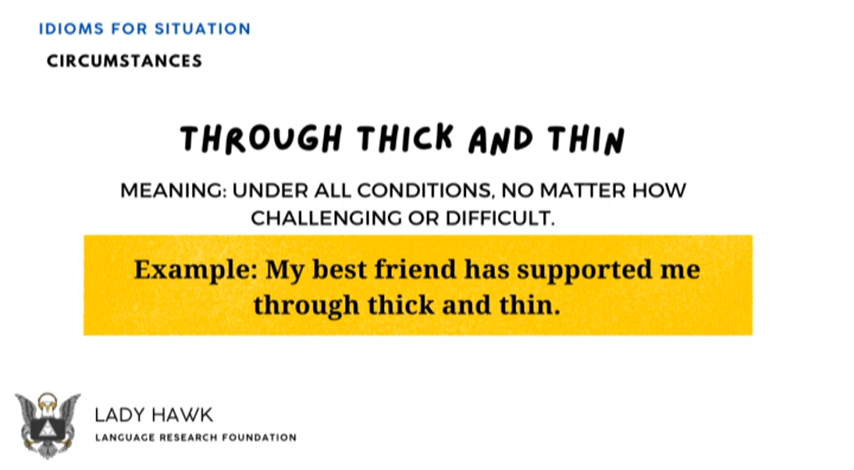 IDIOMS FOR SITUATION
CIRCUMSTANCES
THROUGH THICK AND THIN
MEANING: UNDER ALL CONDITIONS, NO MATTER HOW
CHALLENGING OR DIFFICULT.
Example: My best friend has supported me
through thick and thin.
LADY HAWK
LANGUAGE RESEARCH FOUNDATION